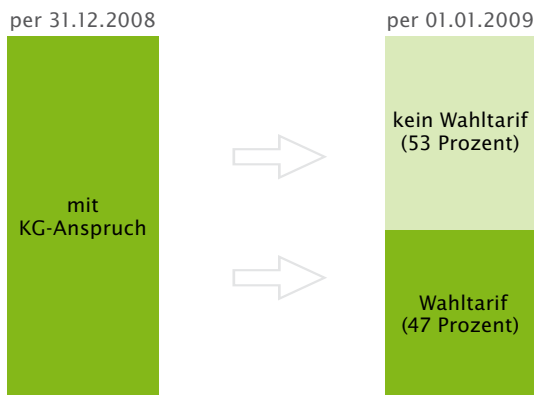 per 31.12.2008
per 01.01.2009
kein Wahltarif
(53 Prozent)
mit
KG-Anspruch
Wahltarif
(47 Prozent)